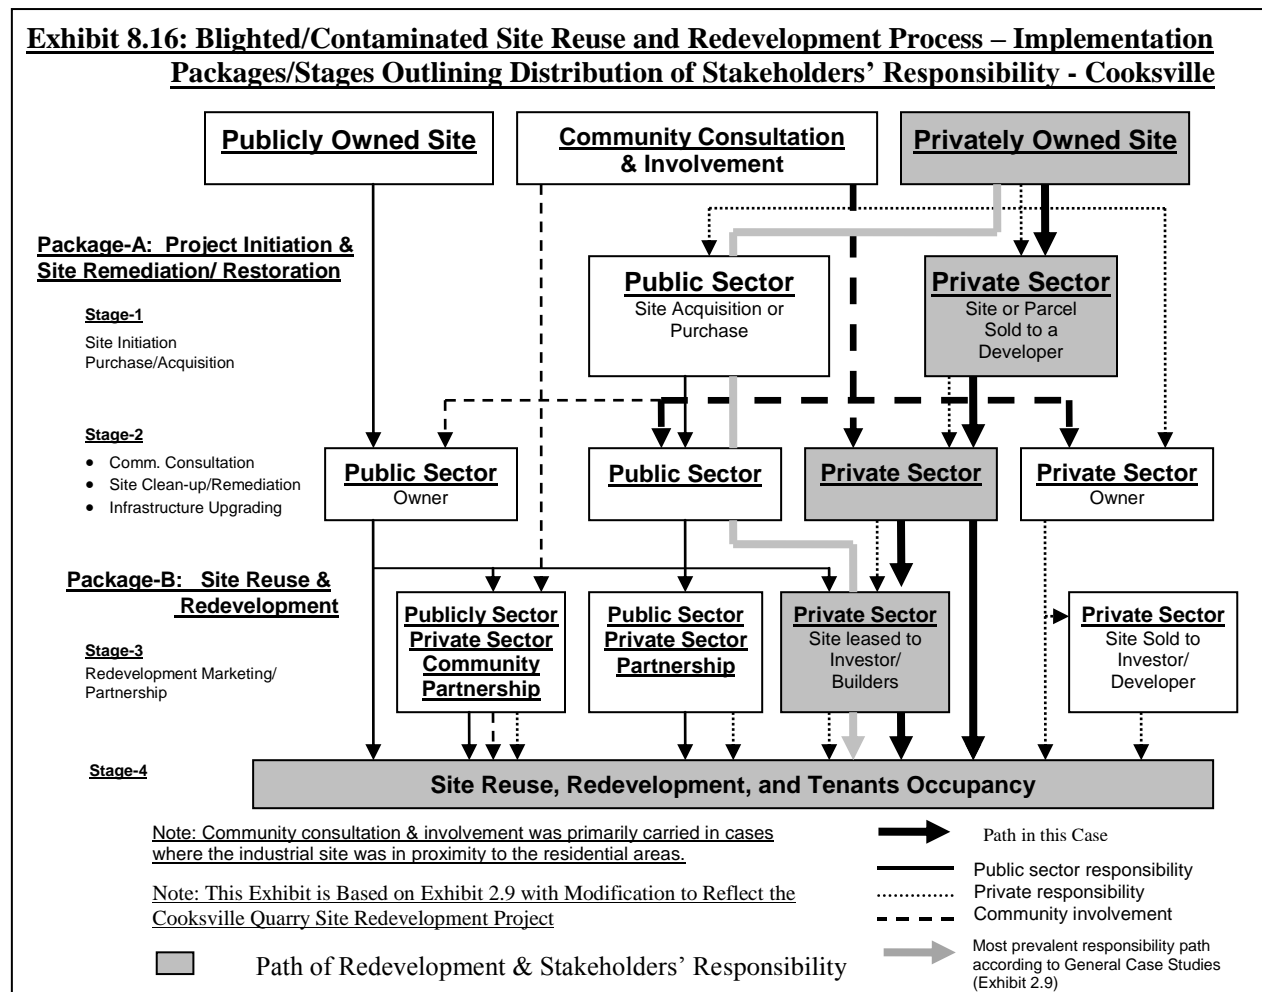 Exhibit 8.16: Blighted/Contaminated Site Reuse and Redevelopment Process – Implementation
Packages/Stages Outlining Distribution of Stakeholders’ Responsibility - Cooksville
Publicly Owned Site
Community Consultation
& Involvement
Privately Owned Site
Package-A: Project Initiation &
Site Remediation/ Restoration
Stage-1
Site Initiation
Purchase/Acquisition
Public Sector
Site Acquisition or
Purchase
Private Sector
Site or Parcel
Sold to a
Developer
Stage-2
• Comm. Consultation
• Site Clean-up/Remediation
• Infrastructure Upgrading
Public Sector
Owner
Public Sector
Private Sector
Private Sector
Owner
Package-B: Site Reuse &
Redevelopment
Stage-3
Redevelopment Marketing/
Partnership
Publicly Sector
Private Sector
Community
Partnership
Public Sector
Private Sector
Partnership
Private Sector
Site leased to
Investor/
Builders
Private Sector
Site Sold to
Investor/
Developer
Stage-4
Site Reuse, Redevelopment, and Tenants Occupancy
Note: Community consultation & involvement was primarily carried in cases
where the industrial site was in proximity to the residential areas.
Note: This Exhibit is Based on Exhibit 2.9 with Modification to Reflect the
Cooksville Quarry Site Redevelopment Project
Path of Redevelopment & Stakeholders’ Responsibility
Path in this Case
Public sector responsibility
Private responsibility
Community involvement
Most prevalent responsibility path
according to General Case Studies
(Exhibit 2.9)